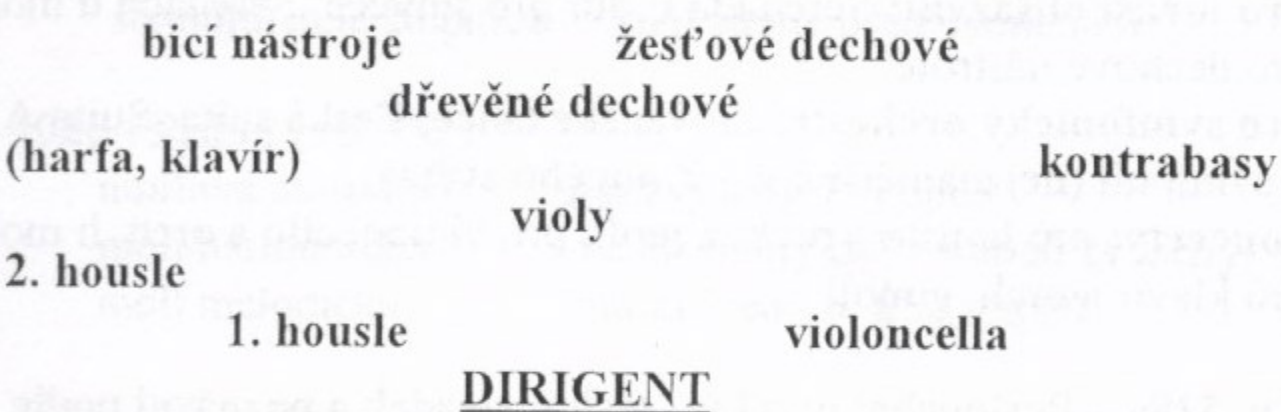 bicí nástroje žesťové dechové
dřevěné dechové
(harfa, klavír) kontrabasy
violy
2. housle
1. housle violoncella
DIRIGENT